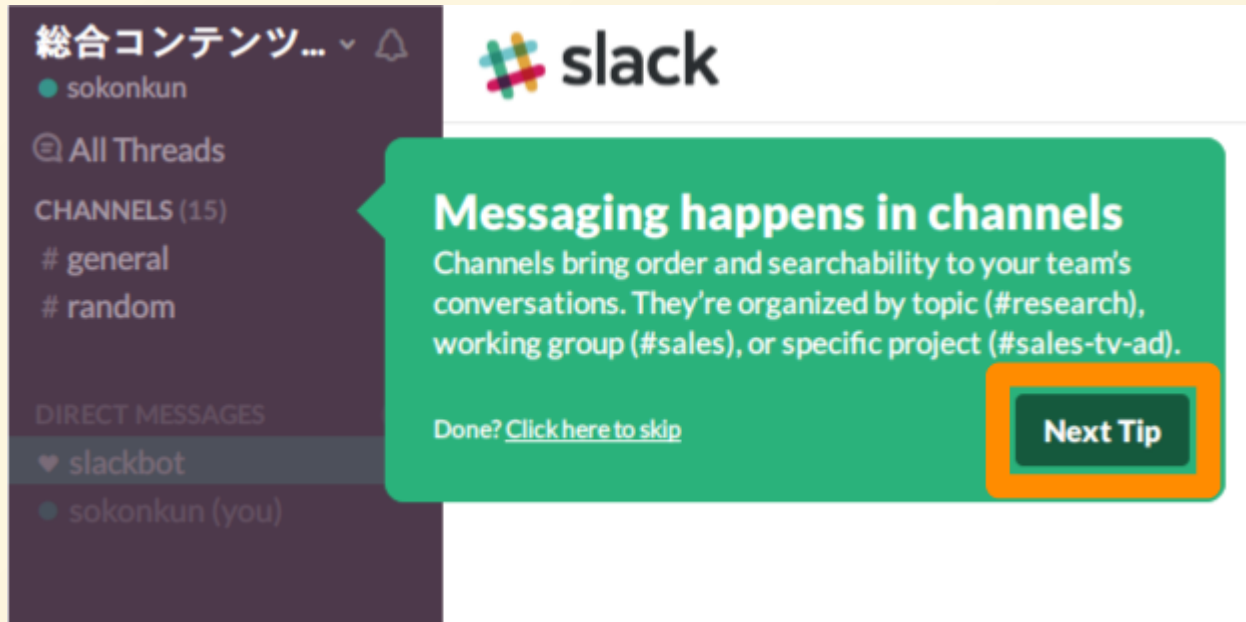 総合コンテンツ...
sokonkun
All Threads
CHANNELS (15)
# general
# random
DIRECT MESSAGES
slackbot
sokonkun (you)
slack
Messaging happens in channels
Channels bring order and searchability to your team's
conversations. They're organized by topic (#research),
working group (#sales), or specific project (#sales-tv-ad).
Done? Click here to skip
Next Tip